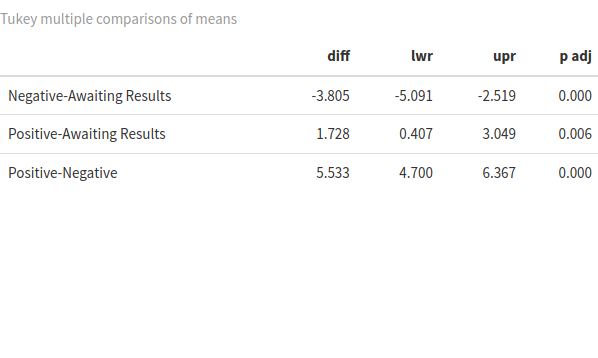 Tukey multiple comparisons of means
diff lwr upr p adj
Negative-Awaiting Results -3.805 -5.091 -2.519 0.000
Positive-Awaiting Results 1.728 0.407 3.049 0.006
Positive-Negative 5.533 4.700 6.367 0.000